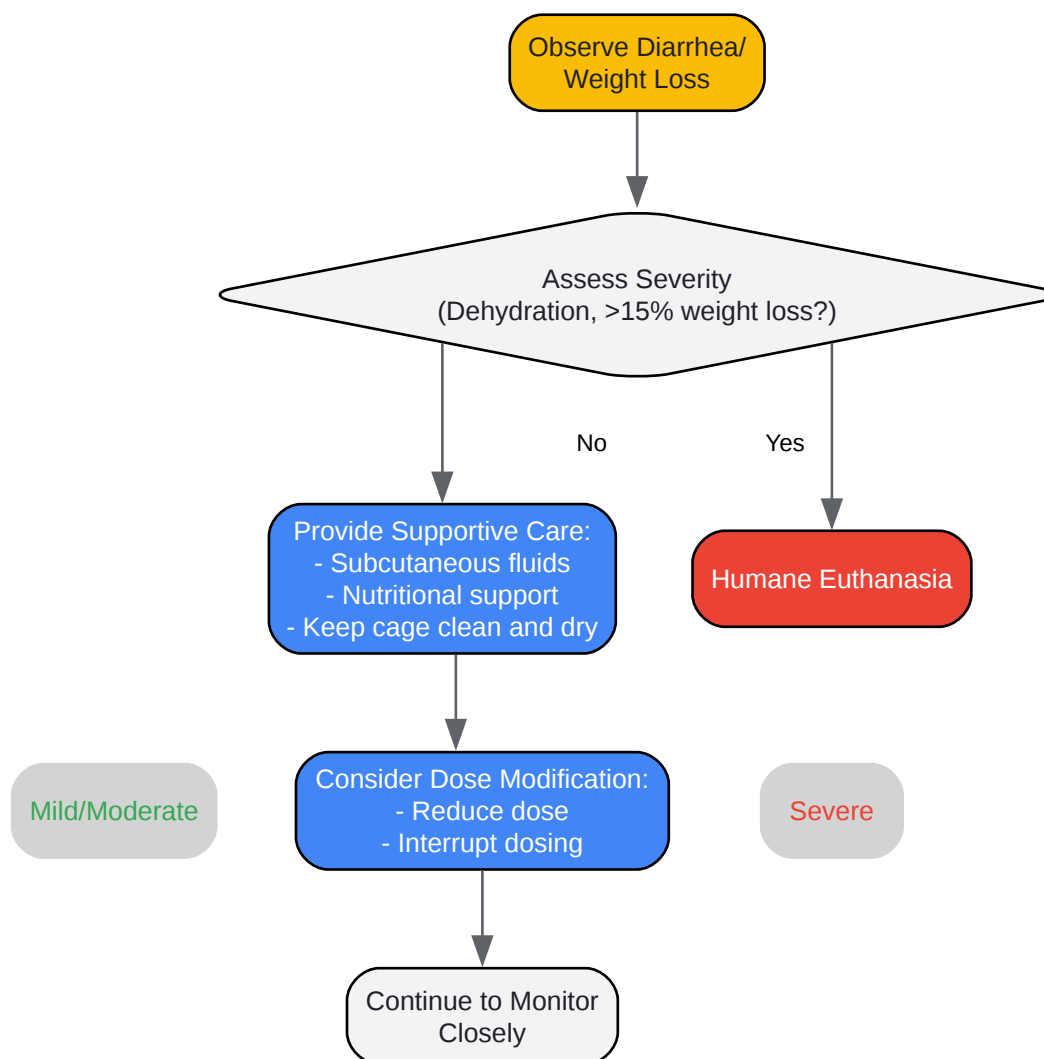 Observe Diarrhea/
Weight Loss
Assess Severity
(Dehydration, >15% weight loss?)
No
Yes
Provide Supportive Care:
- Subcutaneous fluids
- Nutritional support
- Keep cage clean and dry
Humane Euthanasia
Mild/Moderate
Consider Dose Modification:
- Reduce dose
- Interrupt dosing
Severe
Continue to Monitor
Closely